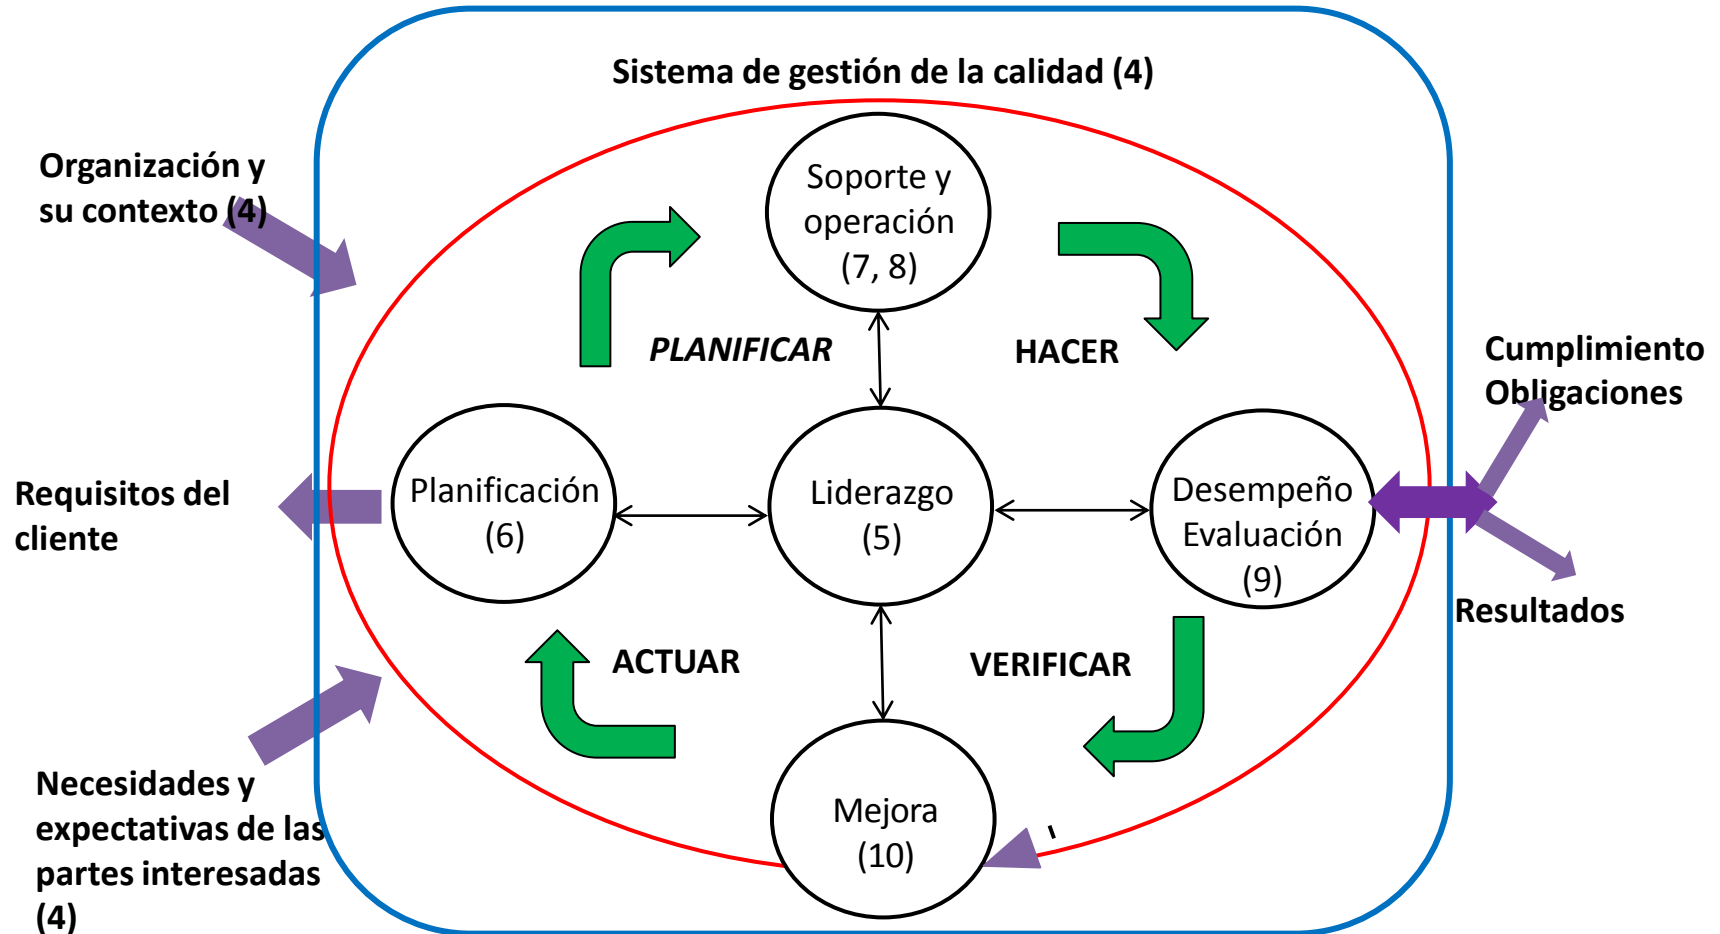 Sistema de gestión de la calidad (4)
Organización y
su contexto (4)
Soporte y
operación
(7, 8)
PLANIFICAR
HACER
Cumplimiento
Obligaciones
Requisitos del
cliente
Planificación
(6)
Liderazgo
(5)
Desempeño
Evaluación
(9)
Resultados
ACTUAR
VERIFICAR
Necesidades y
expectativas de las
partes interesadas
(4)
Mejora
(10)